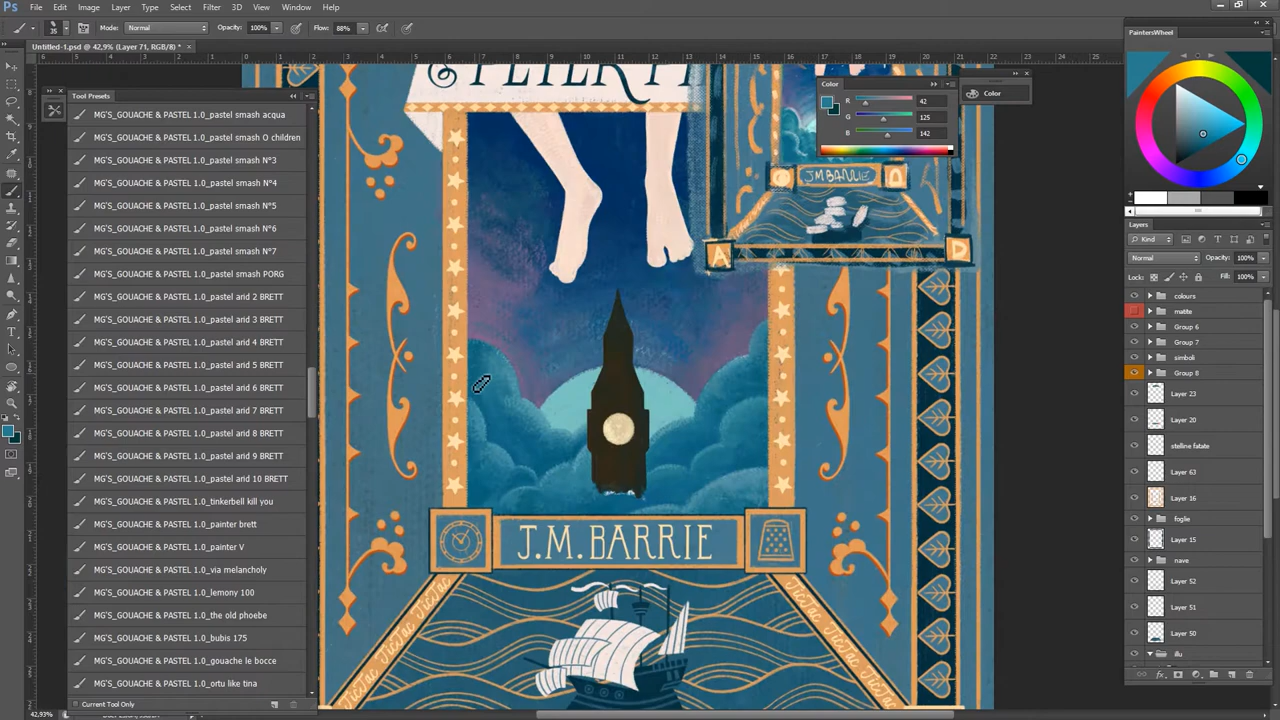 Ps File Edit Image Layer Type Select Filter 3D View Window Help
35 Mode: Normal Opacity: 100% Flow: 88%
Untitled-1.psd @ 42,9% (Layer 71, RGB/8) *
Tool Presets
MG'S_GOUACHE & PASTEL 1.0_pastel smash acqua
MG'S_GOUACHE & PASTEL 1.0_pastel smash O children
MG'S_GOUACHE & PASTEL 1.0_pastel smash N°3
MG'S_GOUACHE & PASTEL 1.0_pastel smash N°4
MG'S_GOUACHE & PASTEL 1.0_pastel smash N°5
MG'S_GOUACHE & PASTEL 1.0_pastel smash N°6
MG'S_GOUACHE & PASTEL 1.0_pastel smash N°7
MG'S_GOUACHE & PASTEL 1.0_pastel smash PORG
MG'S_GOUACHE & PASTEL 1.0_pastel and 2 BRETT
MG'S_GOUACHE & PASTEL 1.0_pastel and 3 BRETT
MG'S_GOUACHE & PASTEL 1.0_pastel and 4 BRETT
MG'S_GOUACHE & PASTEL 1.0_pastel and 5 BRETT
MG'S_GOUACHE & PASTEL 1.0_pastel and 6 BRETT
MG'S_GOUACHE & PASTEL 1.0_pastel and 7 BRETT
MG'S_GOUACHE & PASTEL 1.0_pastel and 8 BRETT
MG'S_GOUACHE & PASTEL 1.0_pastel and 9 BRETT
MG'S_GOUACHE & PASTEL 1.0_pastel and 10 BRETT
MG'S_GOUACHE & PASTEL 1.0_tinkerbell kill you
MG'S_GOUACHE & PASTEL 1.0_painter brett
MG'S_GOUACHE & PASTEL 1.0_painter V
MG'S_GOUACHE & PASTEL 1.0_via melancholy
MG'S_GOUACHE & PASTEL 1.0_lemony 100
MG'S_GOUACHE & PASTEL 1.0_the old phoebe
MG'S_GOUACHE & PASTEL 1.0_bubis 175
MG'S_GOUACHE & PASTEL 1.0_gouache le bocce
MG'S_GOUACHE & PASTEL 1.0_ortu like tina
Current Tool Only
42,93%
J.M. BARRIE
A
D
J.M. BARRIE
TicTac TicTac TicTac
TicTac TicTac TicTac
Color
R 42
G 125
B 142
Color
PaintersWheel
Layers
Kind
Normal Opacity: 100%
Lock: Fill: 100%
colours
matite
Group 6
Group 7
simboli
Group 8
Layer 23
Layer 20
stelline fatate
Layer 63
Layer 16
foglie
Layer 15
nave
Layer 52
Layer 51
Layer 50
illu